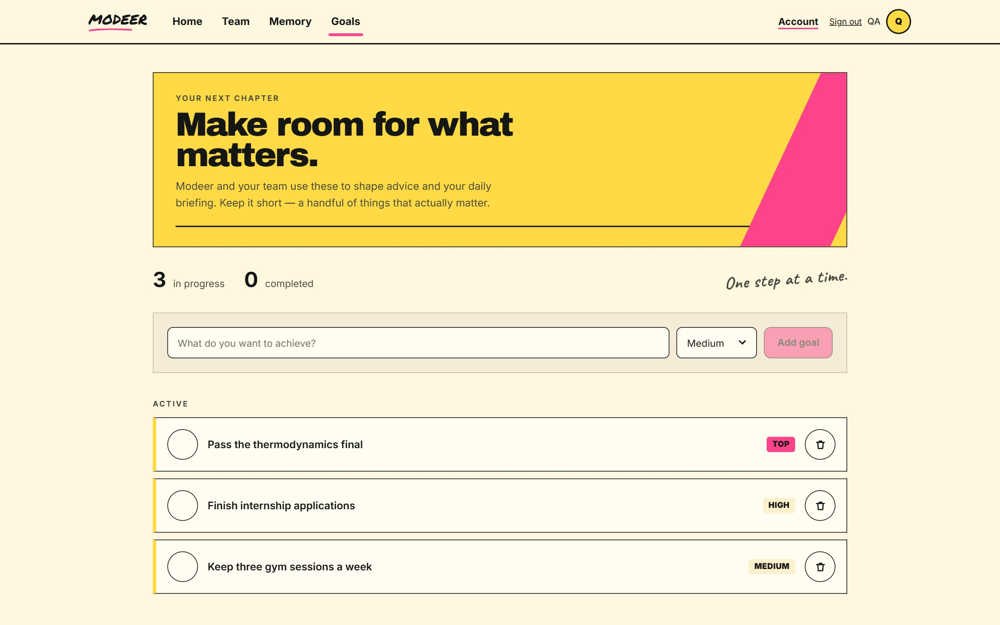 MODEER
Home
Team
Memory
Goals
Account
Sign out
QA
Q
YOUR NEXT CHAPTER
Make room for what
matters.
Modeer and your team use these to shape advice and your daily
briefing. Keep it short — a handful of things that actually matter.
3 in progress
0 completed
One step at a time.
What do you want to achieve?
Medium
Add goal
ACTIVE
Pass the thermodynamics final
TOP
Finish internship applications
HIGH
Keep three gym sessions a week
MEDIUM